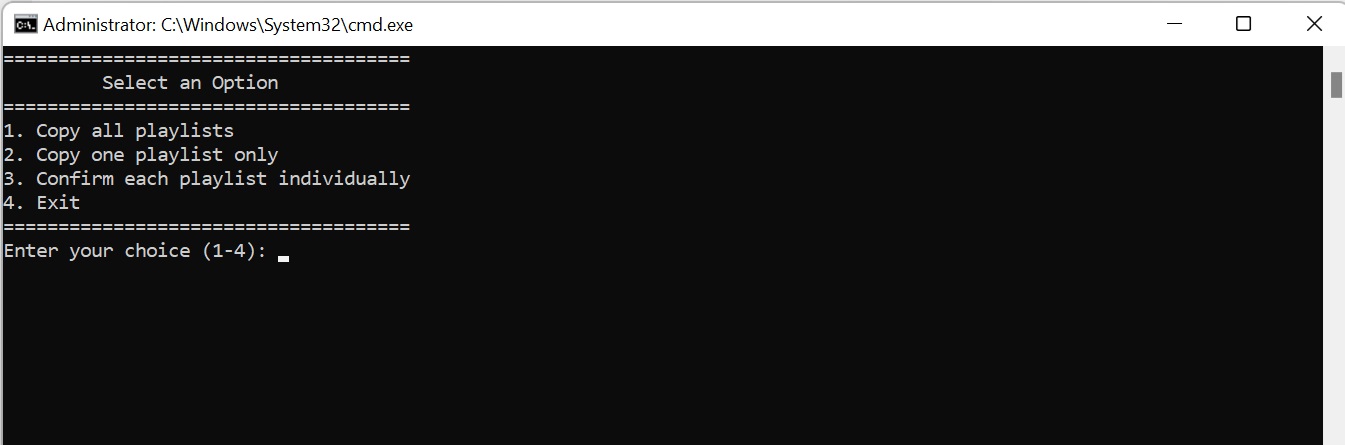 Administrator: C:\Windows\System32\cmd.exe
=====================================
         Select an Option
=====================================
1. Copy all playlists
2. Copy one playlist only
3. Confirm each playlist individually
4. Exit
=====================================
Enter your choice (1-4):